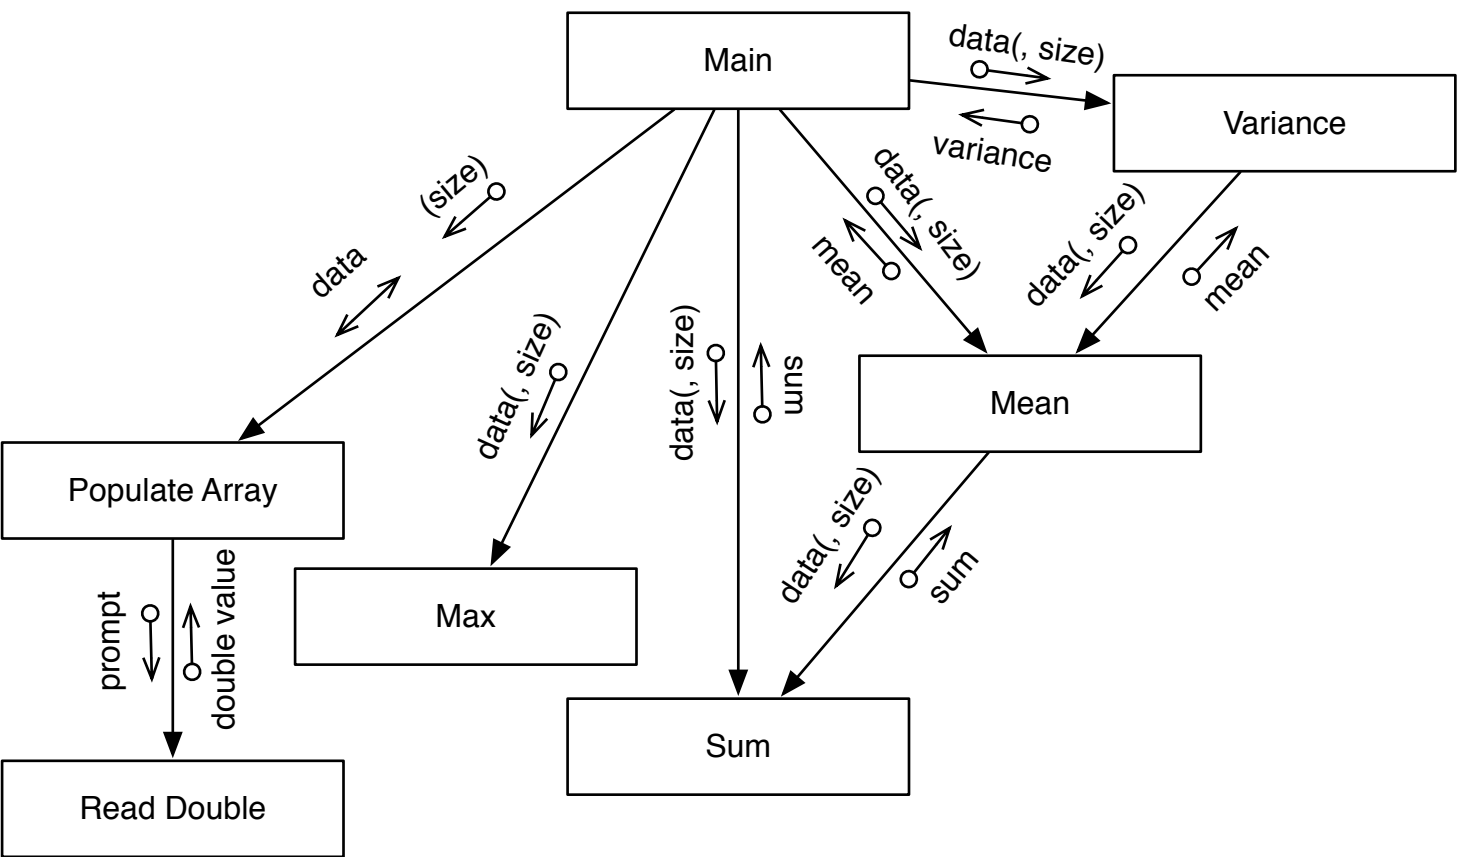 Main
data(, size)
Variance
variance
(size)
data
data(, size)
mean
data(, size)
mean
data(, size)
data(, size)
sum
Mean
Populate Array
data(, size)
sum
prompt
double value
Max
Sum
Read Double